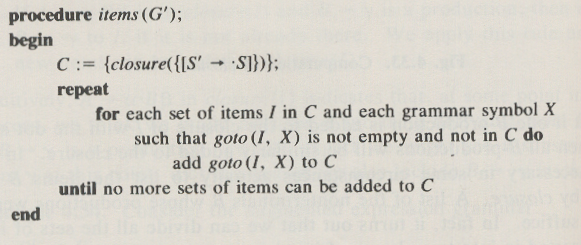 procedure items(G′);
begin
C := {closure({[S′ → ·S]})};
repeat
for each set of items I in C and each grammar symbol X
such that goto(I, X) is not empty and not in C do
add goto(I, X) to C
until no more sets of items can be added to C
end